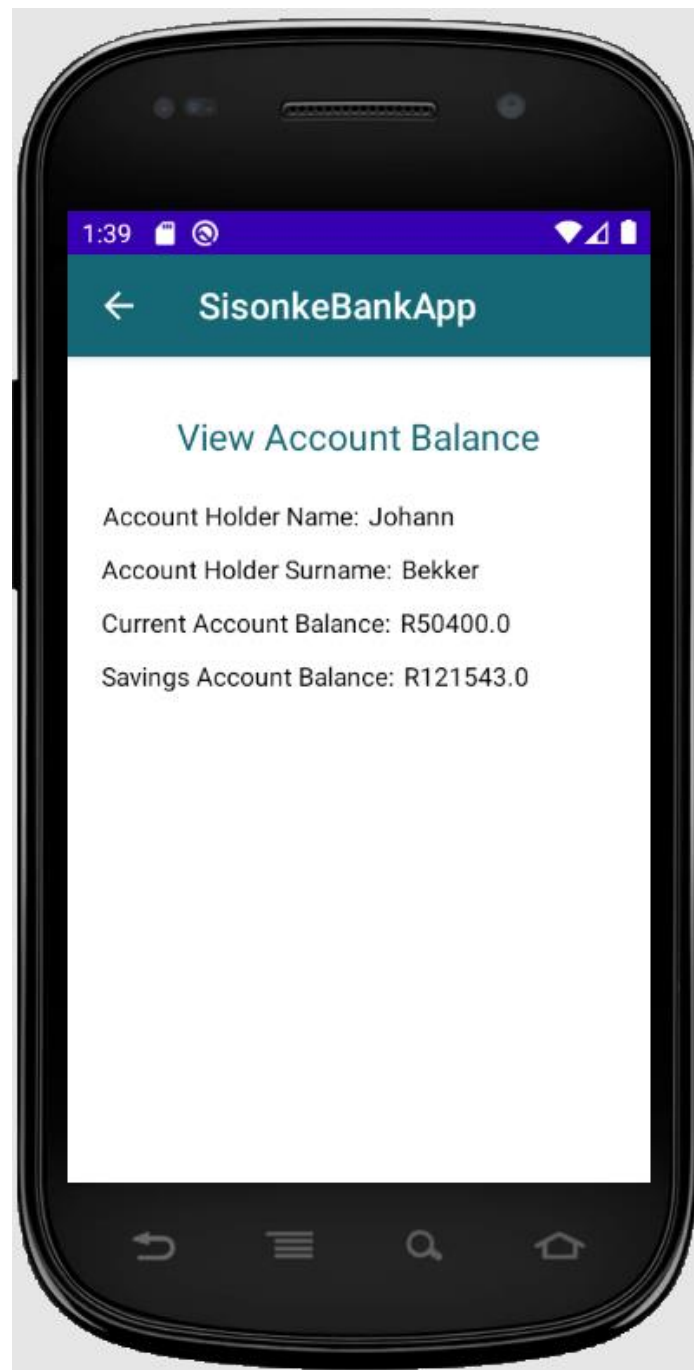 1:39
SisonkeBankApp
View Account Balance
Account Holder Name: Johann
Account Holder Surname: Bekker
Current Account Balance: R50400.0
Savings Account Balance: R121543.0